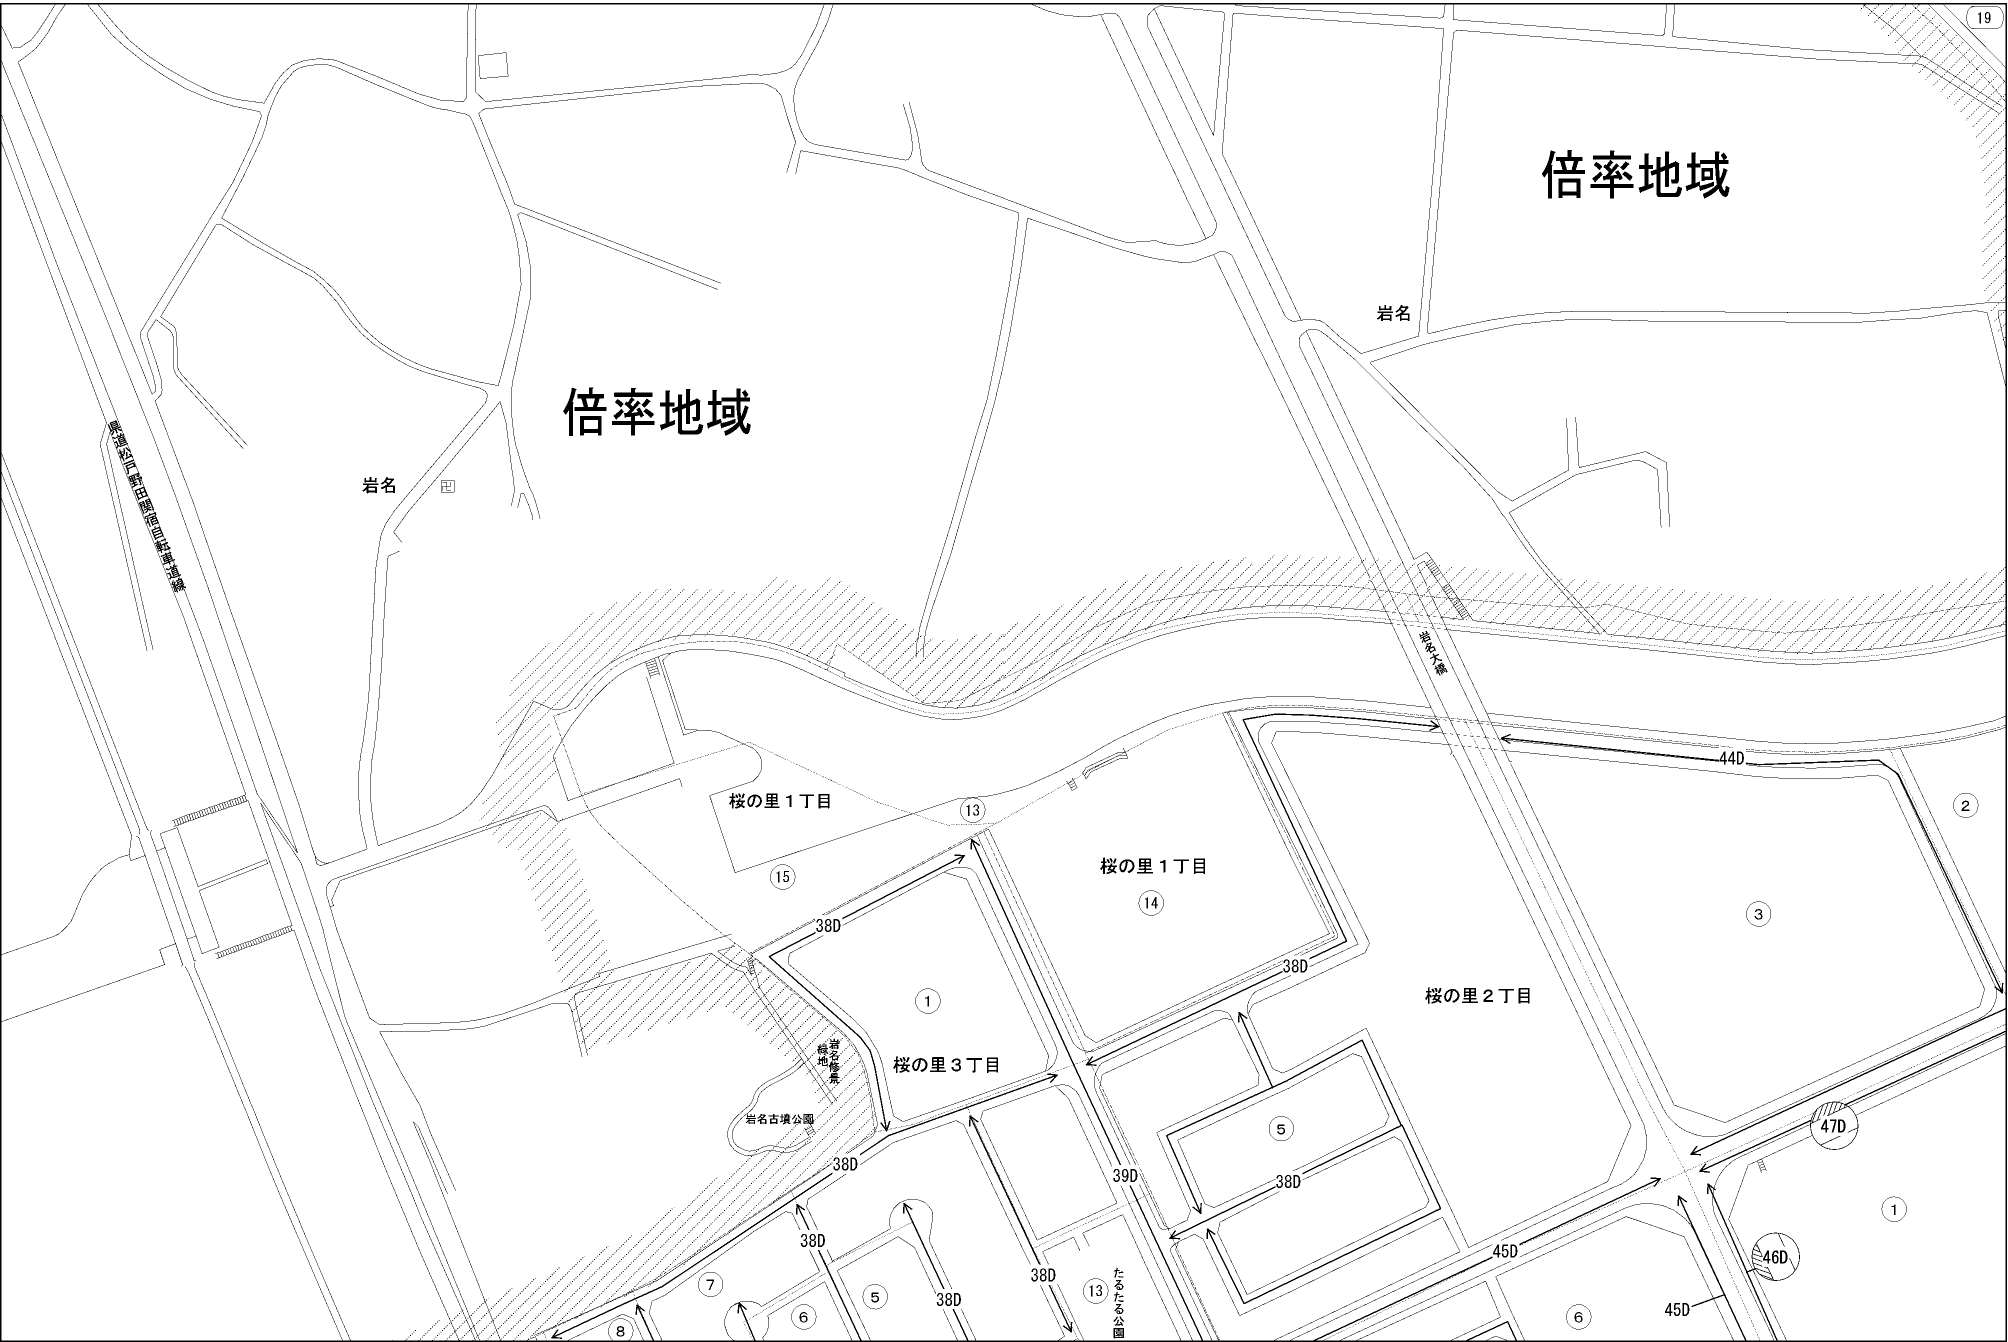 19
倍率地域
岩名
倍率地域
県道松戸野田関宿自転車道線
岩名
卍
岩名大橋
44D
桜の里1丁目
13
2
15
桜の里1丁目
14
3
38D
38D
1
桜の里2丁目
岩名修景
緑地
桜の里3丁目
岩名古墳公園
5
47D
38D
39D
38D
1
38D
45D
46D
38D
7
5
38D
13
たるたる公園
45D
6
6
8